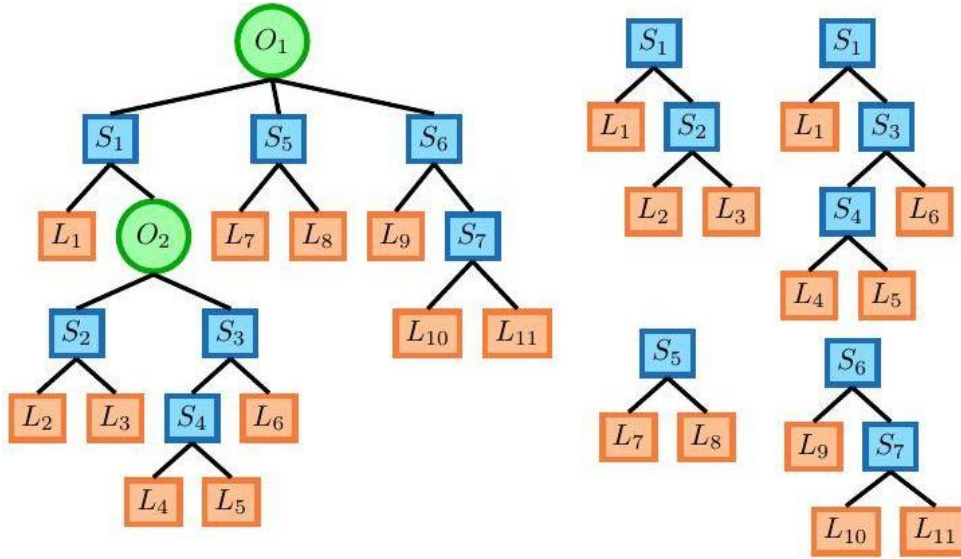 O₁ S₁ S₁
S₁ S₅ S₆ L₁ S₂ L₁ S₃
L₁ O₂ L₇ L₈ L₉ S₇ L₂ L₃ S₄ L₆
L₄ L₅
S₂ S₃ L₁₀ L₁₁ S₅ S₆
L₂ L₃ S₄ L₆ L₇ L₈ L₉ S₇
L₄ L₅ L₁₀ L₁₁